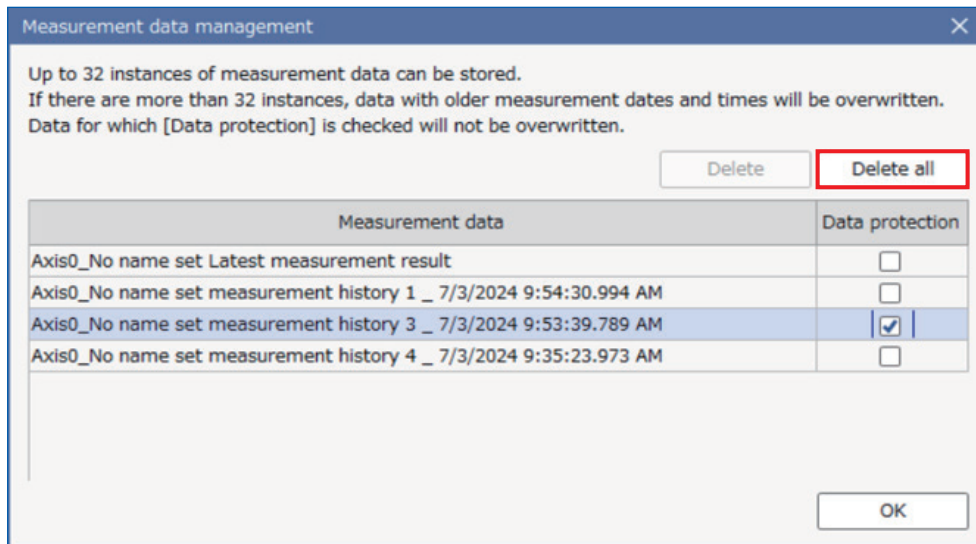 Measurement data management
Up to 32 instances of measurement data can be stored.
If there are more than 32 instances, data with older measurement dates and times will be overwritten.
Data for which [Data protection] is checked will not be overwritten.
Delete
Delete all
Measurement data
Data protection
Axis0_No name set Latest measurement result
Axis0_No name set measurement history 1 _ 7/3/2024 9:54:30.994 AM
Axis0_No name set measurement history 3 _ 7/3/2024 9:53:39.789 AM
Axis0_No name set measurement history 4 _ 7/3/2024 9:35:23.973 AM
OK